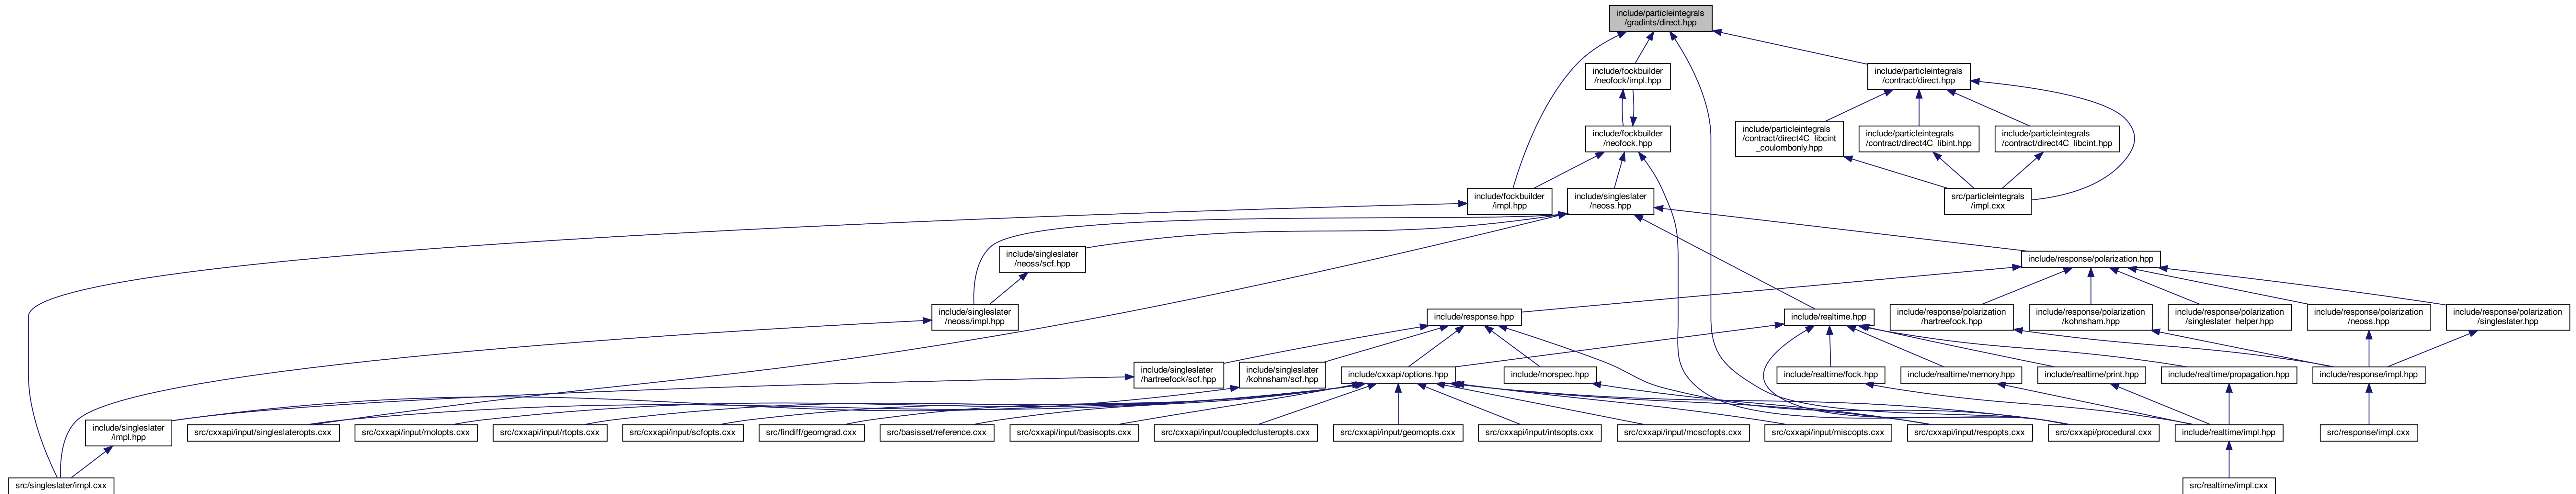 include/particleintegrals
/gradints/direct.hpp
include/fockbuilder
/neofock/impl.hpp
include/particleintegrals
/contract/direct.hpp
include/fockbuilder
/neofock.hpp
include/particleintegrals
/contract/direct4C_libcint
_coulombonly.hpp
include/particleintegrals
/contract/direct4C_libint.hpp
include/particleintegrals
/contract/direct4C_libcint.hpp
include/fockbuilder
/impl.hpp
include/singleslater
/neoss.hpp
src/particleintegrals
/impl.cxx
include/singleslater
/neoss/scf.hpp
include/response/polarization.hpp
include/singleslater
/neoss/impl.hpp
include/response.hpp
include/realtime.hpp
include/response/polarization
/hartreefock.hpp
include/response/polarization
/kohnsham.hpp
include/response/polarization
/singleslater_helper.hpp
include/response/polarization
/neoss.hpp
include/response/polarization
/singleslater.hpp
include/singleslater
/hartreefock/scf.hpp
include/singleslater
/kohnsham/scf.hpp
include/cxxapi/options.hpp
include/morspec.hpp
include/realtime/fock.hpp
include/realtime/memory.hpp
include/realtime/print.hpp
include/realtime/propagation.hpp
include/response/impl.hpp
include/singleslater
/impl.hpp
src/cxxapi/input/singleslateropts.cxx
src/cxxapi/input/molopts.cxx
src/cxxapi/input/rtopts.cxx
src/cxxapi/input/scfopts.cxx
src/findiff/geomgrad.cxx
src/basisset/reference.cxx
src/cxxapi/input/basisopts.cxx
src/cxxapi/input/coupledclusteropts.cxx
src/cxxapi/input/geomopts.cxx
src/cxxapi/input/intsopts.cxx
src/cxxapi/input/mcscfopts.cxx
src/cxxapi/input/miscopts.cxx
src/cxxapi/input/respopts.cxx
src/cxxapi/procedural.cxx
include/realtime/impl.hpp
src/response/impl.cxx
src/singleslater/impl.cxx
src/realtime/impl.cxx